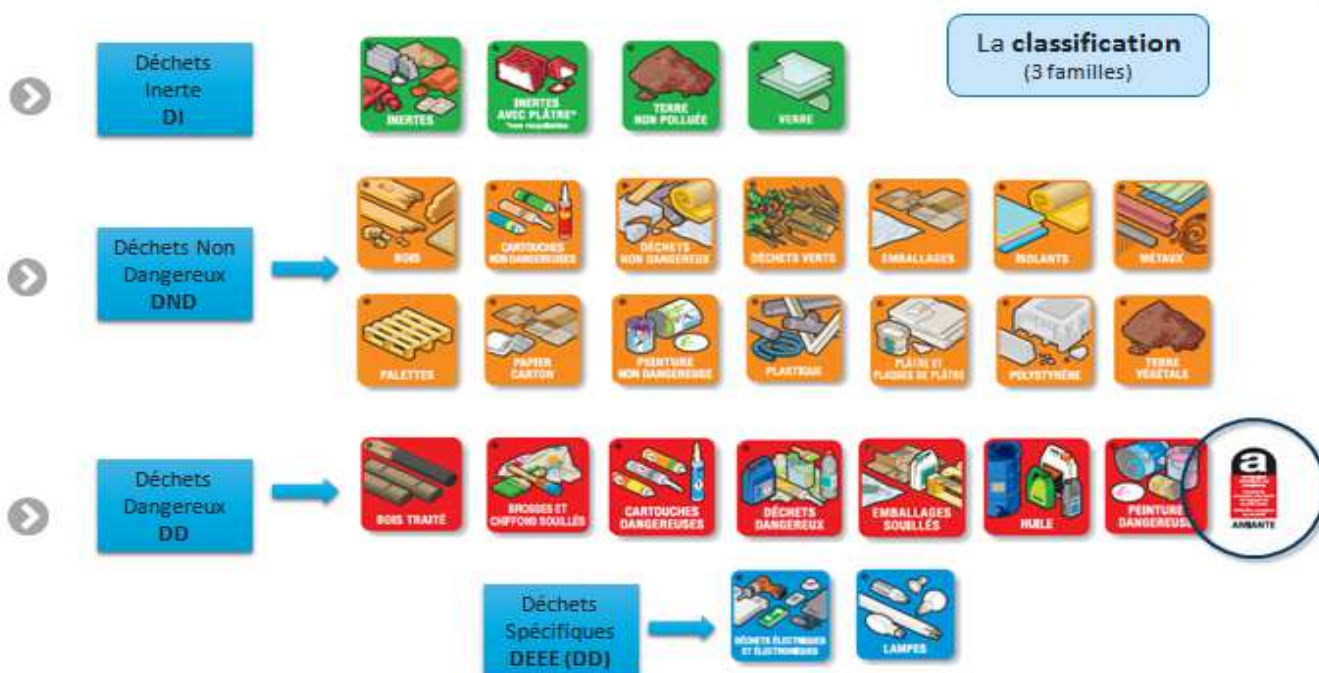 La classification
(3 familles)
Déchets
Inerte
DI
INERTES
INERTES
AVEC PLÂTRE*
TERRE
NON POLLUÉE
VERRE
Déchets Non
Dangereux
DND
BOIS
CARTOUCHES
NON DANGEREUSES
DÉCHETS
NON DANGEREUX
DÉCHETS VERTS
EMBALLAGES
ISOLANTS
MÉTAUX
PALETTES
PAPIER
CARTON
PEINTURE
NON DANGEREUSE
PLASTIQUE
PLÂTRE ET
PLAQUES DE PLÂTRE
POLYSTYRÈNE
TERRE
VÉGÉTALE
Déchets
Dangereux
DD
BOIS TRAITÉ
BROSSES ET
CHIFFONS SOUILLÉS
CARTOUCHES
DANGEREUSES
DÉCHETS
DANGEREUX
EMBALLAGES
SOUILLÉS
HUILE
PEINTURE
DANGEREUSE
a
AMIANTE
Déchets
Spécifiques
DEEE (DD)
DÉCHETS ÉLECTRIQUES
ET ÉLECTRONIQUES
LAMPES